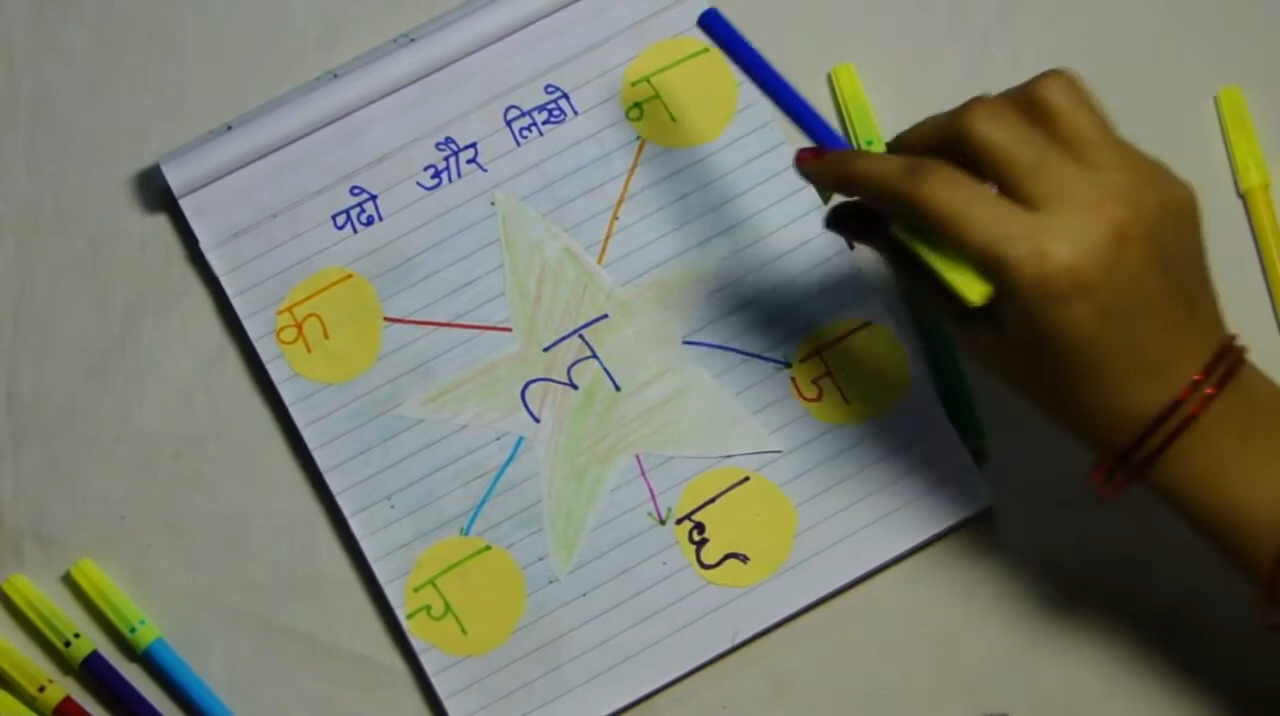 पढो और लिखो
न
क
ल
ज
च
ह